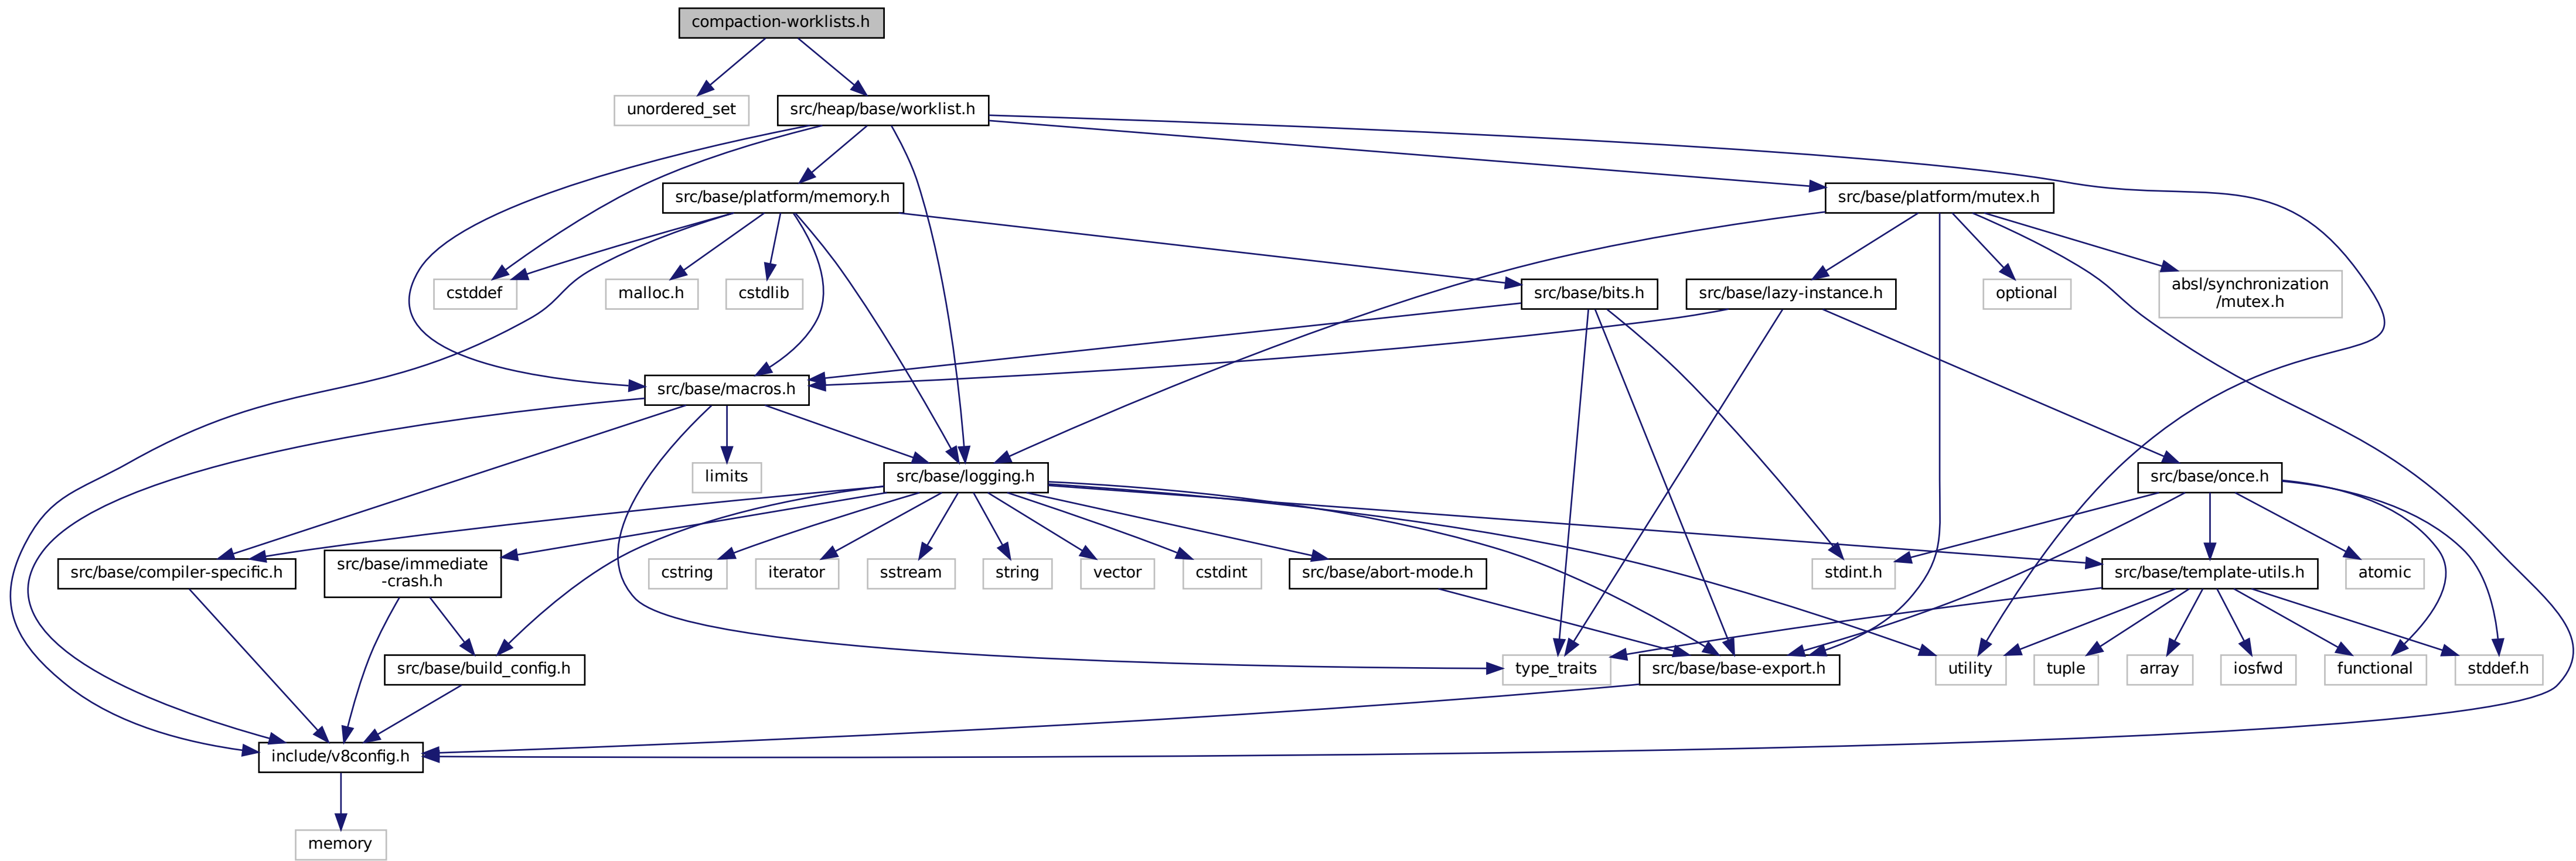 compaction-worklists.h
unordered_set
src/heap/base/worklist.h
src/base/platform/memory.h
src/base/platform/mutex.h
cstddef
malloc.h
cstdlib
src/base/bits.h
src/base/lazy-instance.h
optional
absl/synchronization
/mutex.h
src/base/macros.h
limits
src/base/logging.h
src/base/once.h
src/base/compiler-specific.h
src/base/immediate
-crash.h
cstring
iterator
sstream
string
vector
cstdint
src/base/abort-mode.h
stdint.h
src/base/template-utils.h
atomic
src/base/build_config.h
type_traits
src/base/base-export.h
utility
tuple
array
iosfwd
functional
stddef.h
include/v8config.h
memory